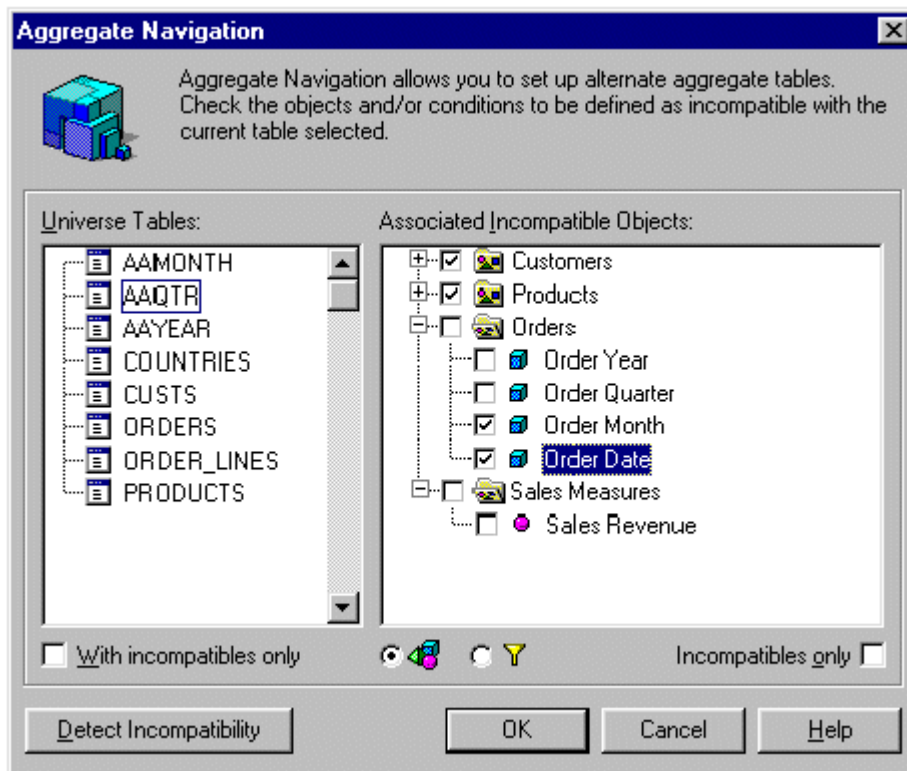 Aggregate Navigation
Aggregate Navigation allows you to set up alternate aggregate tables.
Check the objects and/or conditions to be defined as incompatible with the
current table selected.
Universe Tables:
AAMONTH
AAQTR
AAYEAR
COUNTRIES
CUSTS
ORDERS
ORDER_LINES
PRODUCTS
Associated Incompatible Objects:
Customers
Products
Orders
Order Year
Order Quarter
Order Month
Order Date
Sales Measures
Sales Revenue
With incompatibles only
Incompatibles only
Detect Incompatibility
OK
Cancel
Help